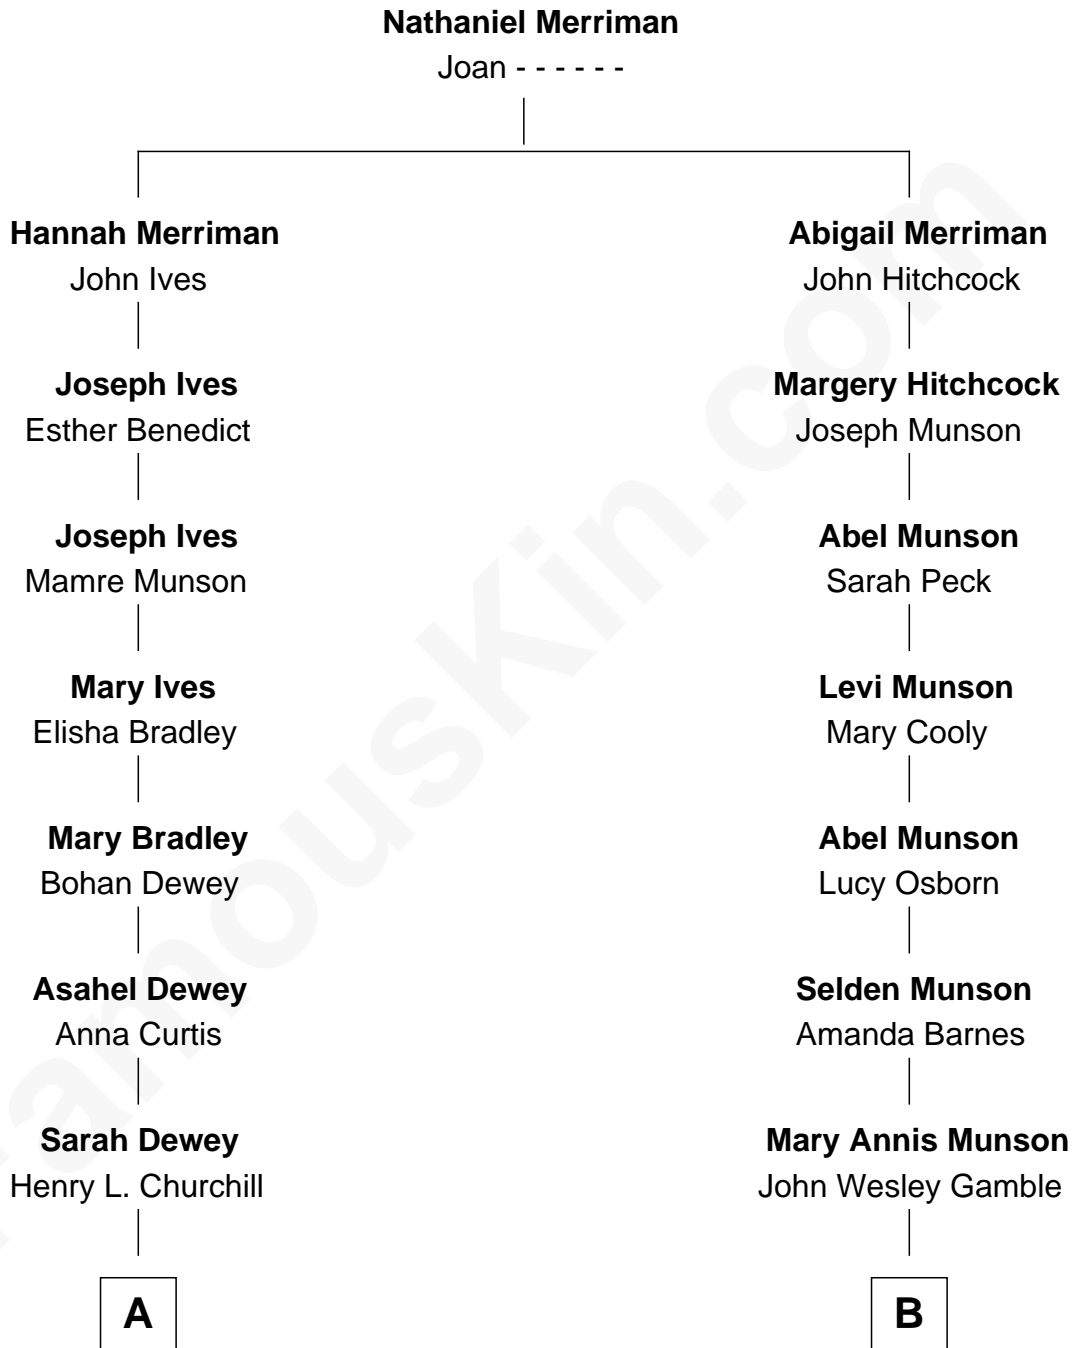 Nathaniel Merriman
Joan - - - - - -
Hannah Merriman
John Ives
Abigail Merriman
John Hitchcock
Joseph Ives
Esther Benedict
Margery Hitchcock
Joseph Munson
Joseph Ives
Mamre Munson
Abel Munson
Sarah Peck
Mary Ives
Elisha Bradley
Levi Munson
Mary Cooly
Mary Bradley
Bohan Dewey
Abel Munson
Lucy Osborn
Asahel Dewey
Anna Curtis
Selden Munson
Amanda Barnes
Sarah Dewey
Henry L. Churchill
Mary Annis Munson
John Wesley Gamble
A
B
FamousKin.com